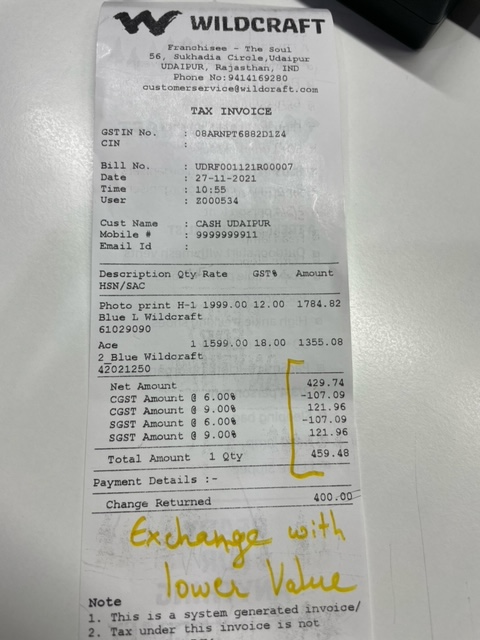 WILDCRAFT
Franchisee - The Soul
56, Sukhadia Circle,Udaipur
UDAIPUR, Rajasthan, IND
Phone No:9414169280
customerservice@wildcraft.com
TAX INVOICE
GSTIN No. : 08ARNPT6882D1Z4
CIN :
Bill No. : UDRF001121R00007
Date : 27-11-2021
Time : 10:55
User : Z000534
Cust Name : CASH UDAIPUR
Mobile # : 9999999911
Email Id :
Description Qty Rate GST% Amount
HSN/SAC
Photo print H-1 1999.00 12.00 1784.82
Blue L Wildcraft
61029090
Ace 1 1599.00 18.00 1355.08
2_Blue Wildcraft
42021250
Net Amount 429.74
CGST Amount @ 6.00% -107.09
CGST Amount @ 9.00% 121.96
SGST Amount @ 6.00% -107.09
SGST Amount @ 9.00% 121.96
Total Amount 1 Qty 459.48
Payment Details :-
Change Returned 400.00
Exchange with
lower Value
Note
1. This is a system generated invoice/
2. Tax under this invoice is not